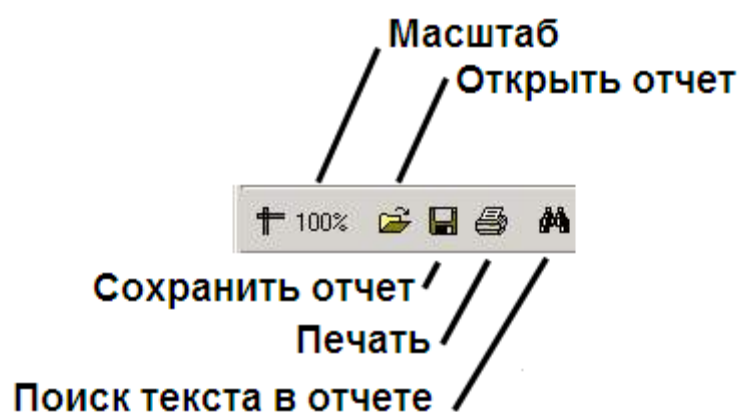 Масштаб
Открыть отчет
100%
Сохранить отчет
Печать
Поиск текста в отчете